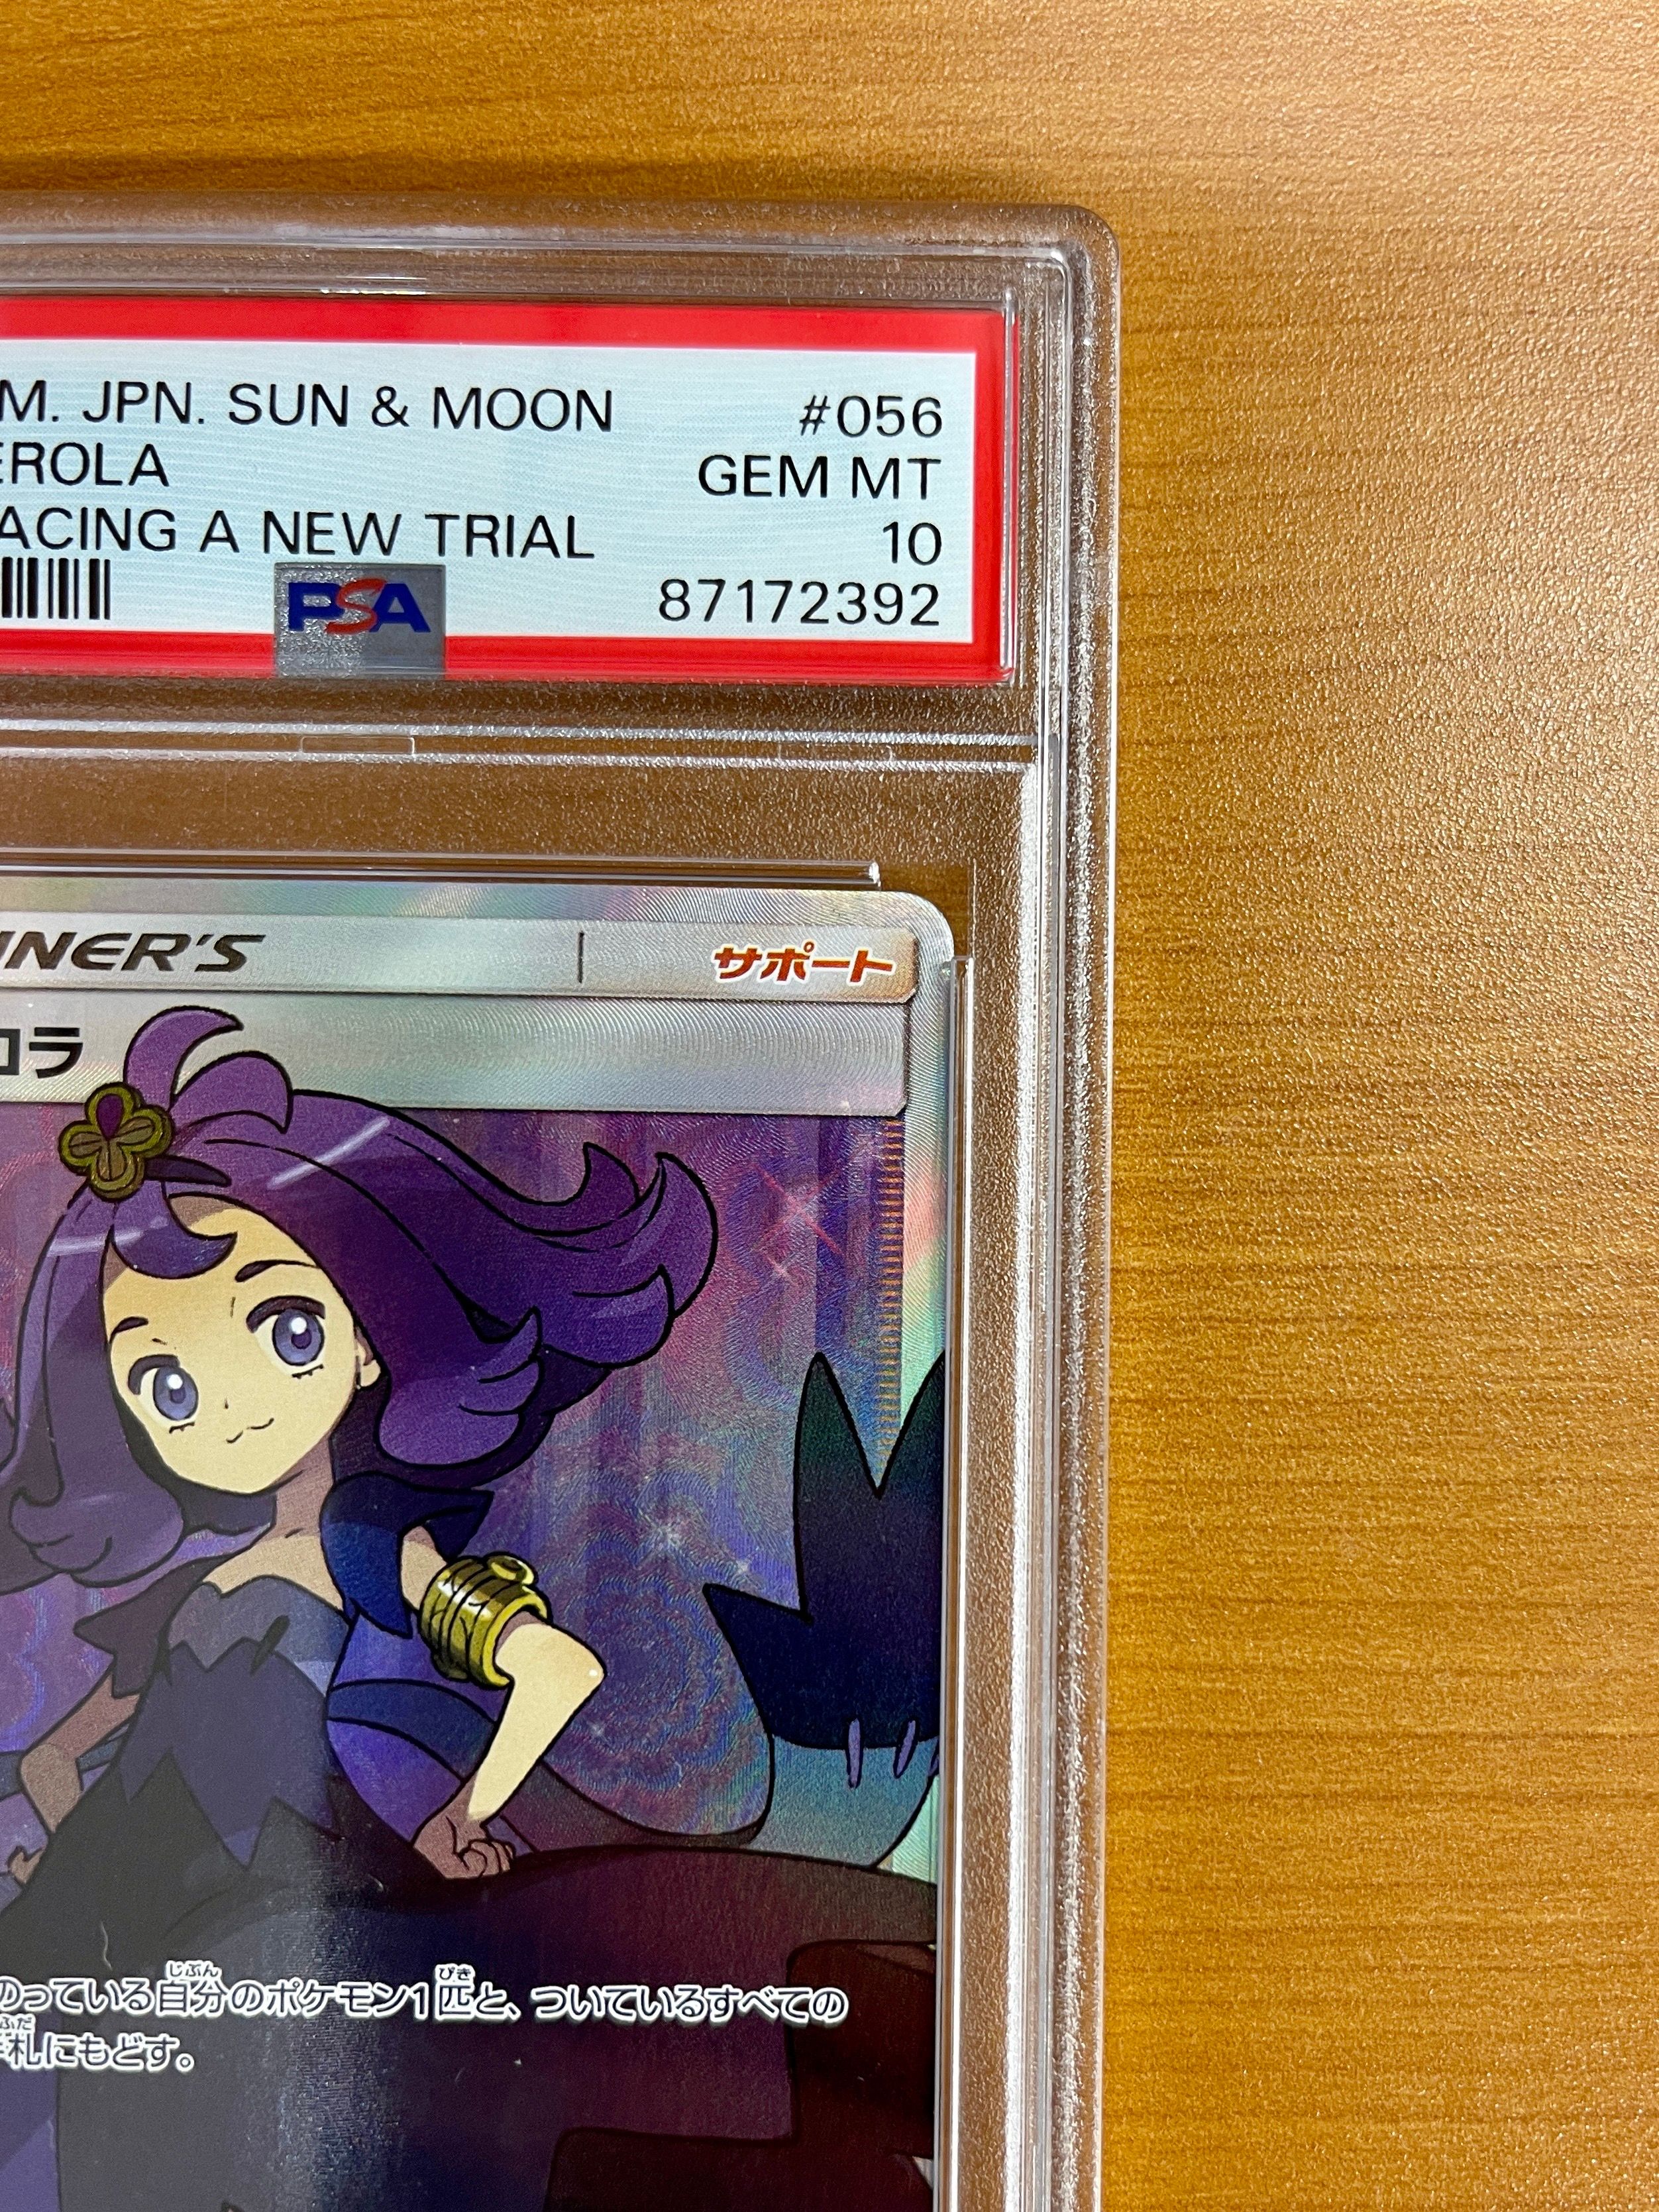 M. JPN. SUN & MOON #056
EROLA GEM MT
ACING A NEW TRIAL 10
PSA 87172392
NER'S サポート
ロラ
のっている自分のポケモン1匹と、ついているすべての
札にもどす。